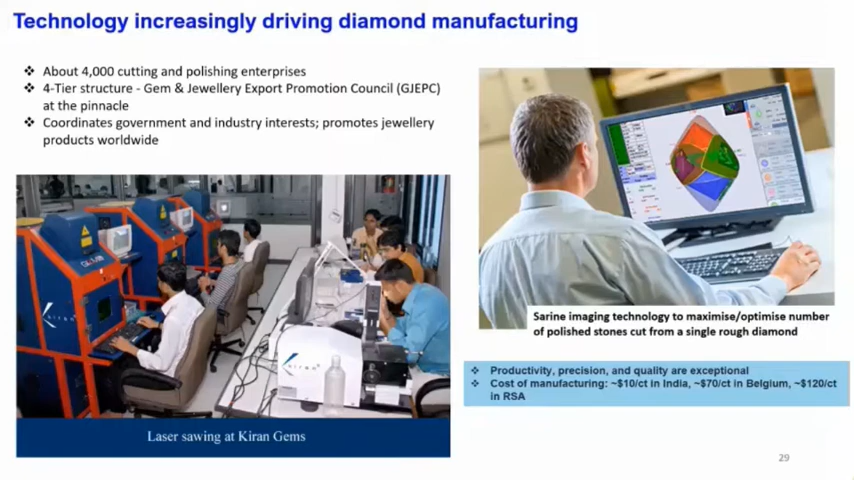 Technology increasingly driving diamond manufacturing
❖ About 4,000 cutting and polishing enterprises
❖ 4-Tier structure - Gem & Jewellery Export Promotion Council (GJEPC)
at the pinnacle
❖ Coordinates government and industry interests; promotes jewellery
products worldwide
Laser sawing at Kiran Gems
Sarine imaging technology to maximise/optimise number
of polished stones cut from a single rough diamond
❖ Productivity, precision, and quality are exceptional
❖ Cost of manufacturing: ~$10/ct in India, ~$70/ct in Belgium, ~$120/ct
in RSA
29